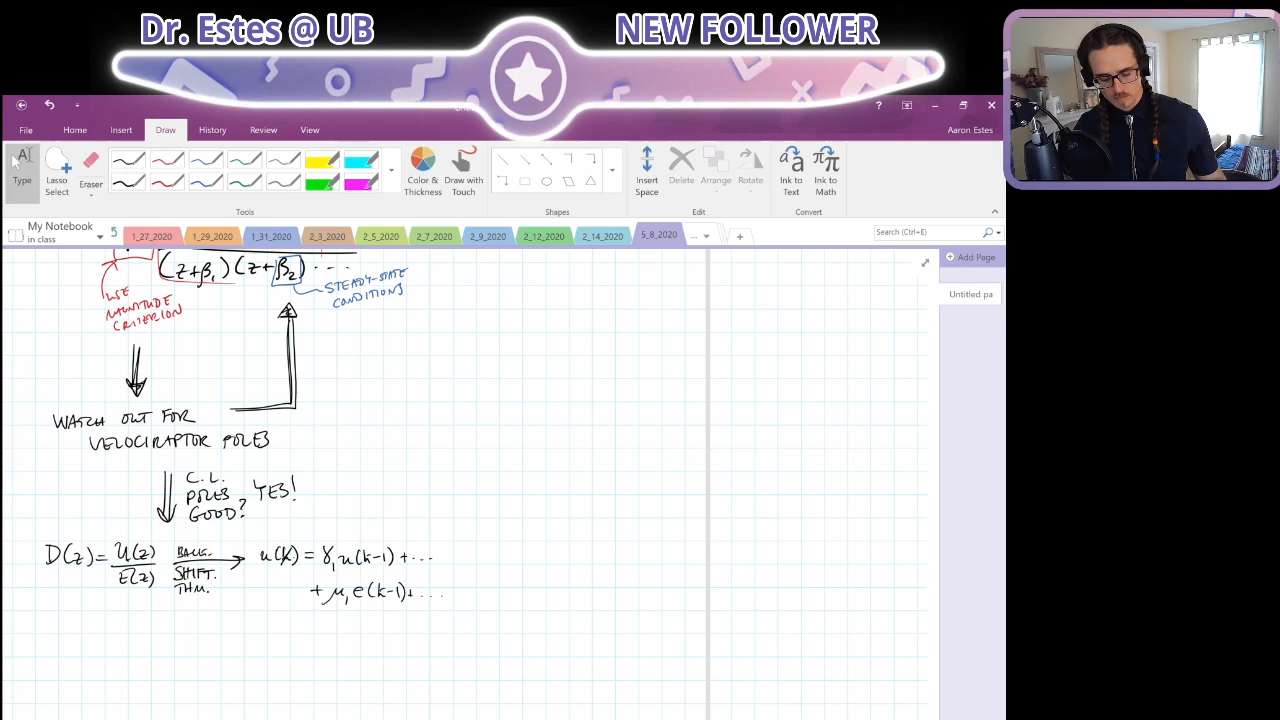 Dr. Estes @ UB
NEW FOLLOWER
Aaron Estes
File Home Insert Draw History Review View
Type
Lasso Select
Eraser
Color & Thickness
Draw with Touch
Insert Space
Delete
Arrange
Rotate
Ink to Text
Ink to Math
Tools
Shapes
Edit
Convert
My Notebook
in class
1_27_2020 1_29_2020 1_31_2020 2_3_2020 2_5_2020 2_7_2020 2_9_2020 2_12_2020 2_14_2020 5_8_2020 ...
Search (Ctrl+E)
Add Page
Untitled pa
(z+β₁)(z+β₂) ...
USE
MAGNITUDE
CRITERION
STEADY-STATE
CONDITIONS
WATCH OUT FOR
VELOCIRAPTOR POLES
C.L.
POLES YES!
GOOD?
D(z) = U(z)/E(z) BACK. SHIFT. THM. u(k) = γ₁u(k-1) + ...
+ μ₁e(k-1) + ...